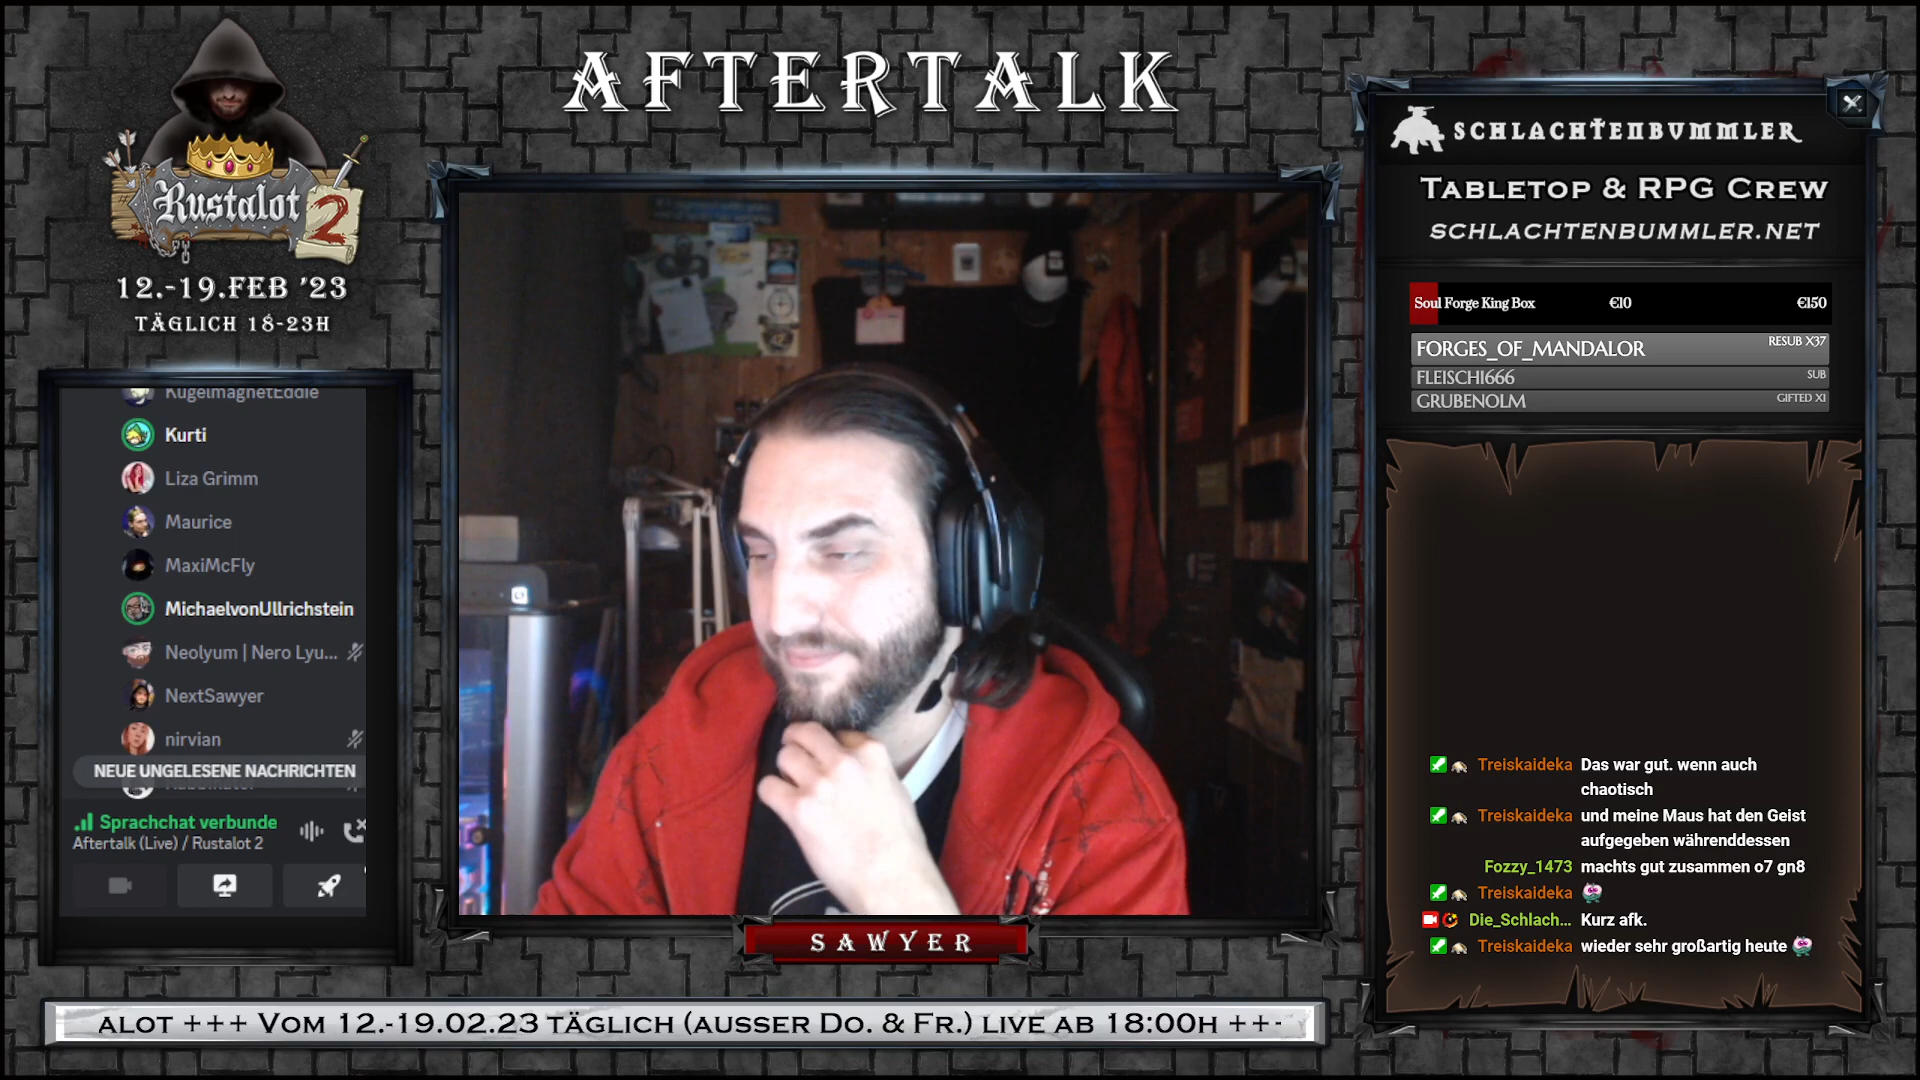 AFTERTALK
Rustalot
2
12.-19.FEB '23
TÄGLICH 18-23H
KugelmagnetEddie
Kurti
Liza Grimm
Maurice
MaxiMcFly
MichaelvonUllrichstein
Neolyum | Nero Lyu...
NextSawyer
nirvian
NEUE UNGELESENE NACHRICHTEN
Sprachchat verbunde
Aftertalk (Live) / Rustalot 2
SAWYER
ALOT +++ VOM 12.-19.02.23 TÄGLICH (AUSSER DO. & FR.) LIVE AB 18:00H ++
SCHLACHTENBUMMLER
TABLETOP & RPG CREW
SCHLACHTENBUMMLER.NET
Soul Forge King Box €10 €150
FORGES_OF_MANDALOR RESUB X37
FLEISCHI666 SUB
GRUBENOLM GIFTED X1
Treiskaideka Das war gut. wenn auch
chaotisch
Treiskaideka und meine Maus hat den Geist
aufgegeben währenddessen
Fozzy_1473 machts gut zusammen o7 gn8
Treiskaideka
Die_Schlach... Kurz afk.
Treiskaideka wieder sehr großartig heute